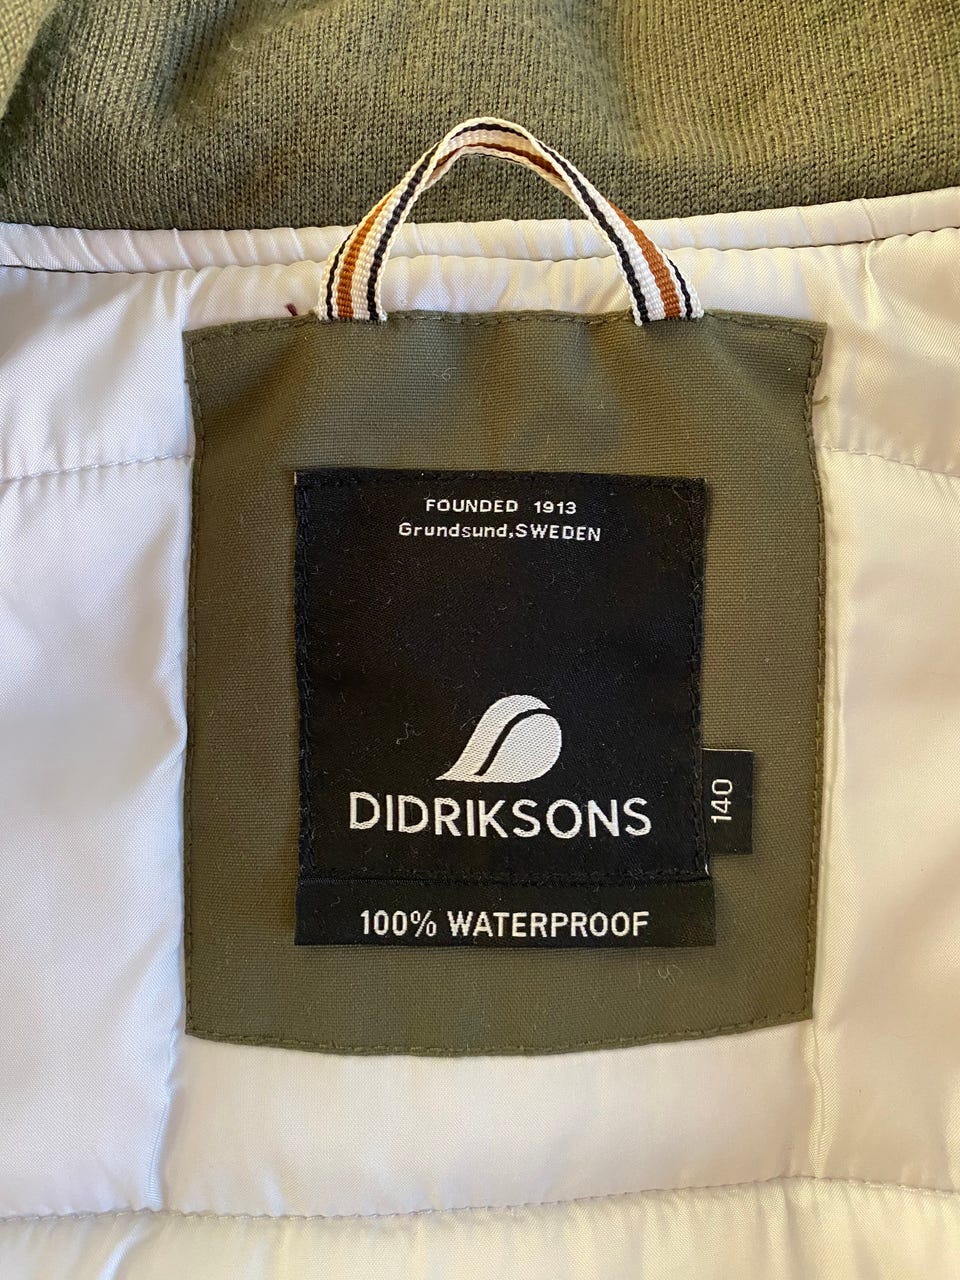 FOUNDED 1913
Grundsund,SWEDEN
DIDRIKSONS
140
100% WATERPROOF